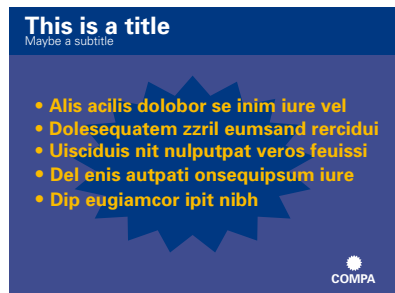 This is a title
Maybe a subtitle
• Alis acilis dolobor se inim iure vel
• Dolesequatem zzril eumsand rercidui
• Uisciduis nit nulputpat veros feuissi
• Del enis autpati onsequipsum iure
• Dip eugiamcor ipit nibh
COMPA